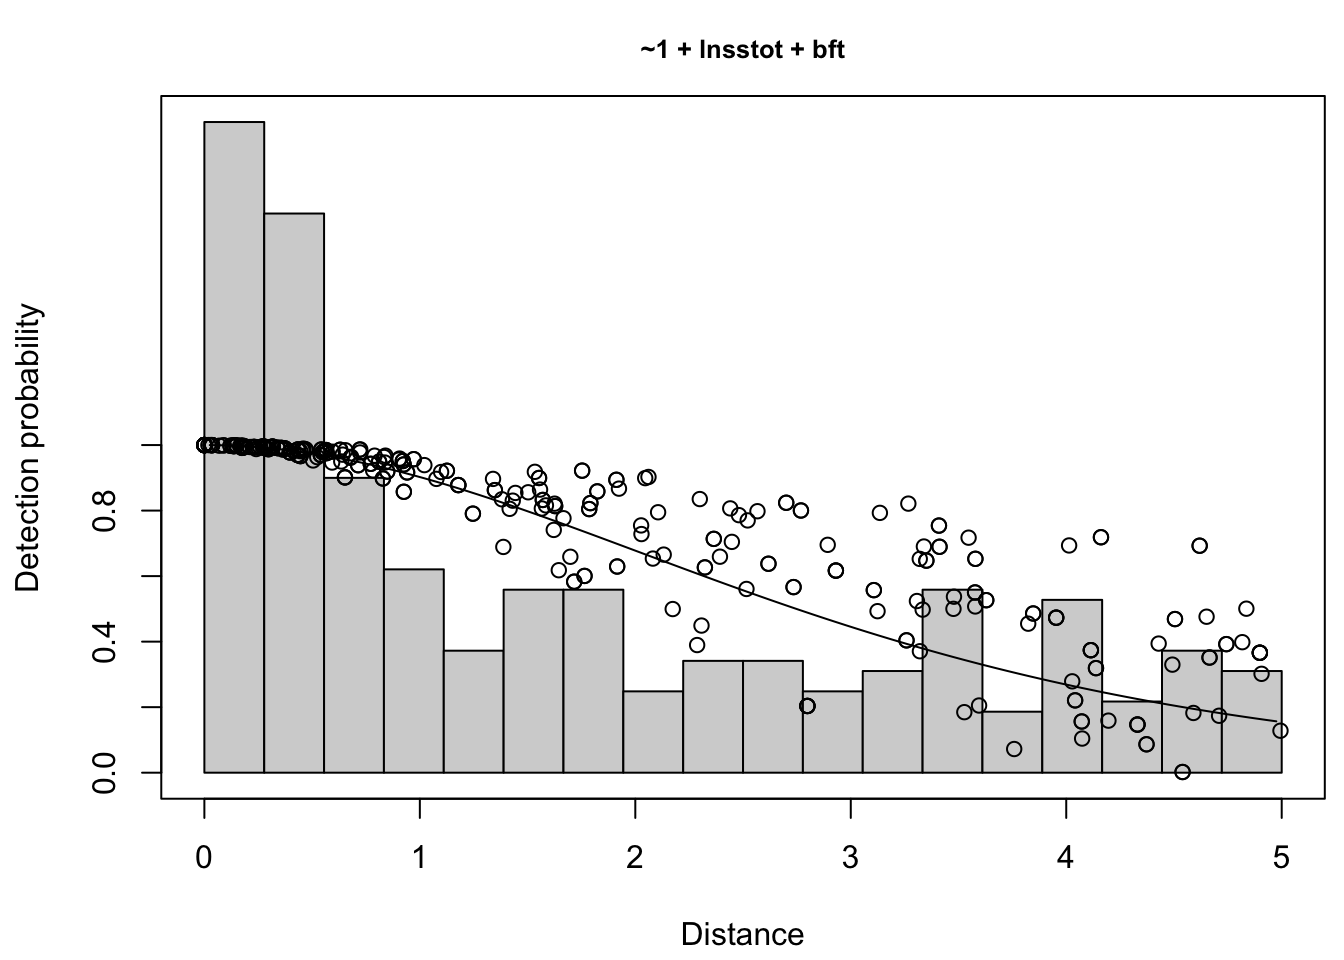 ~1 + lnsstot + bft
Detection probability
0.8
0.4
0.0
0 1 2 3 4 5
Distance